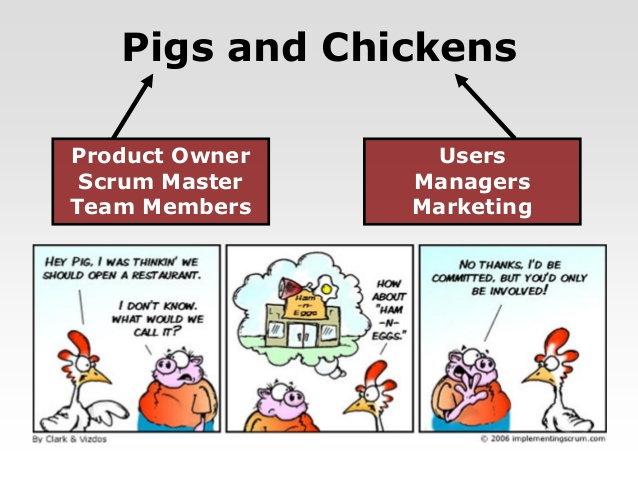 Pigs and Chickens
Product Owner
Scrum Master
Team Members
Users
Managers
Marketing
HEY PIG, I WAS THINKIN' WE
SHOULD OPEN A RESTAURANT.
I DON'T KNOW.
WHAT WOULD WE
CALL IT?
Ham
-n-
Eggs
HOW
ABOUT
"HAM
-N-
EGGS."
NO THANKS. I'D BE
COMMITTED, BUT YOU'D ONLY
BE INVOLVED!
By Clark & Vizdos
© 2006 implementingscrum.com